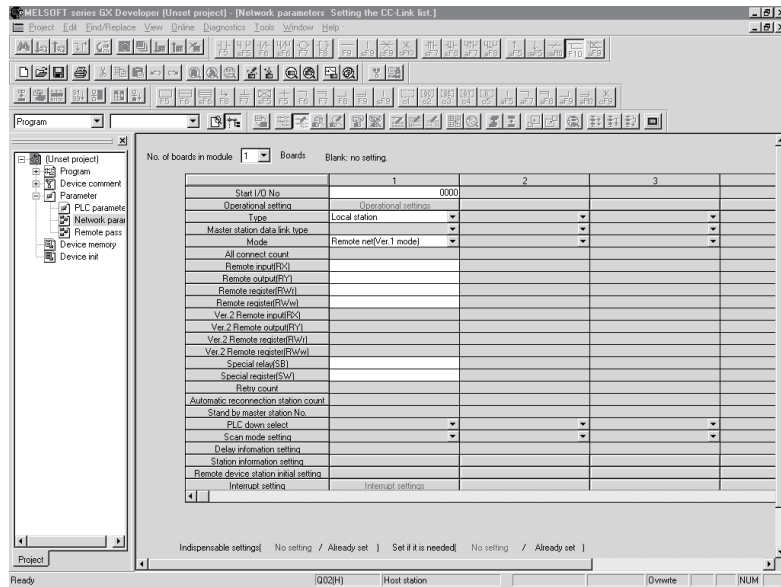 MELSOFT series GX Developer (Unset project) - [Network parameters Setting the CC-Link list.]
Project Edit Find/Replace View Online Diagnostics Tools Window Help
Program
No. of boards in module 1 Boards Blank: no setting.
(Unset project)
Program
Device comment
Parameter
PLC paramete
Network parar
Remote pass
Device memory
Device init
1 2 3
Start I/O No 0000
Operational setting Operational settings
Type Local station
Master station data link type
Mode Remote net(Ver.1 mode)
All connect count
Remote input(RX)
Remote output(RY)
Remote register(RWr)
Remote register(RWw)
Ver.2 Remote input(RX)
Ver.2 Remote output(RY)
Ver.2 Remote register(RWr)
Ver.2 Remote register(RWw)
Special relay(SB)
Special register(SW)
Retry count
Automatic reconnection station count
Stand by master station No.
PLC down select
Scan mode setting
Delay infomation setting
Station information setting
Remote device station initial setting
Interrupt setting Interrupt settings
Indispensable settings( No setting / Already set ) Set if it is needed( No setting / Already set )
Project
Ready Q02(H) Host station Ovrwrte NUM